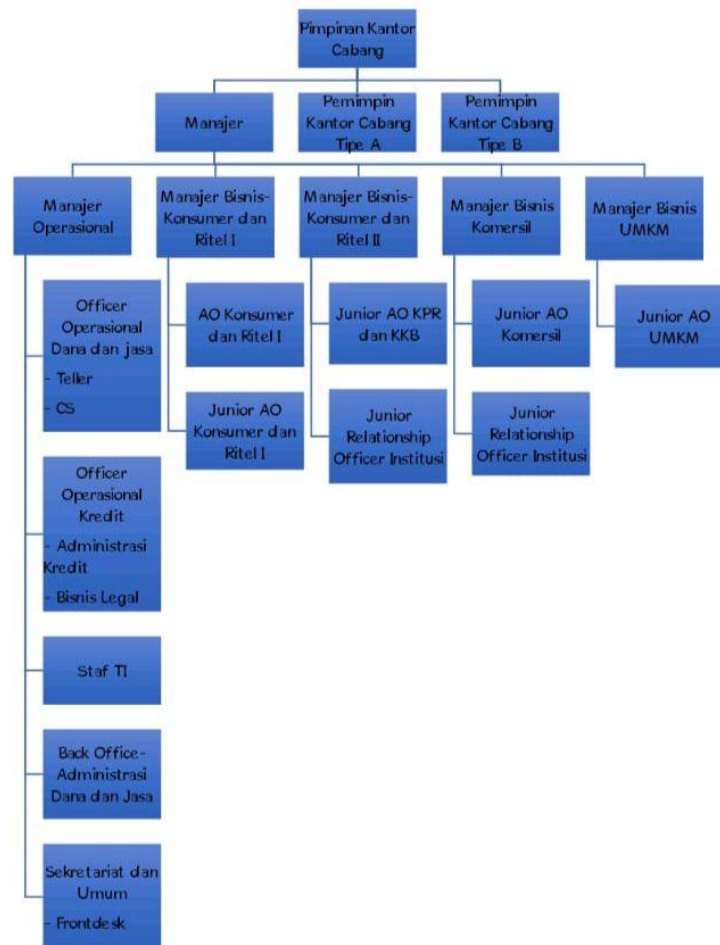 Pimpinan Kantor
Cabang
Manajer
Pemimpin
Kantor Cabang
Tipe A
Pemimpin
Kantor Cabang
Tipe B
Manajer
Operasional
Manajer Bisnis-
Konsumer dan
Ritel I
Manajer Bisnis-
Konsumer dan
Ritel II
Manajer Bisnis
Komersil
Manajer Bisnis
UMKM
Officer
Operasional
Dana dan jasa
- Teller
- CS
AO Konsumer
dan Ritel I
Junior AO KPR
dan KKB
Junior AO
Komersil
Junior AO
UMKM
Junior AO
Konsumer dan
Ritel I
Junior
Relationship
Officer Institusi
Junior
Relationship
Officer Institusi
Officer
Operasional
Kredit
- Administrasi
Kredit
- Bisnis Legal
Staf TI
Back Office-
Administrasi
Dana dan Jasa
Sekretariat dan
Umum
- Frontdesk